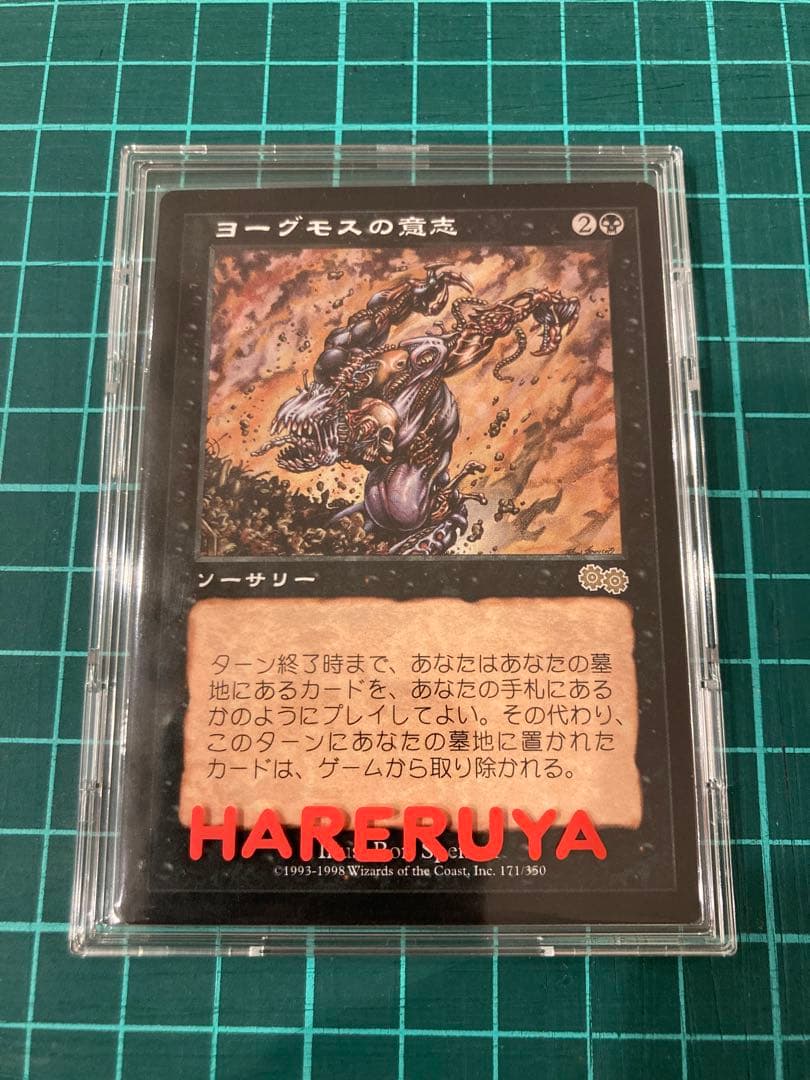 ヨーグモスの意志
2
ソーサリー
ターン終了時まで、あなたはあなたの墓
地にあるカードを、あなたの手札にある
かのようにプレイしてよい。その代わり、
このターンにあなたの墓地に置かれた
カードは、ゲームから取り除かれる。
HARERUYA
©1993-1998 Wizards of the Coast, Inc. 171/350